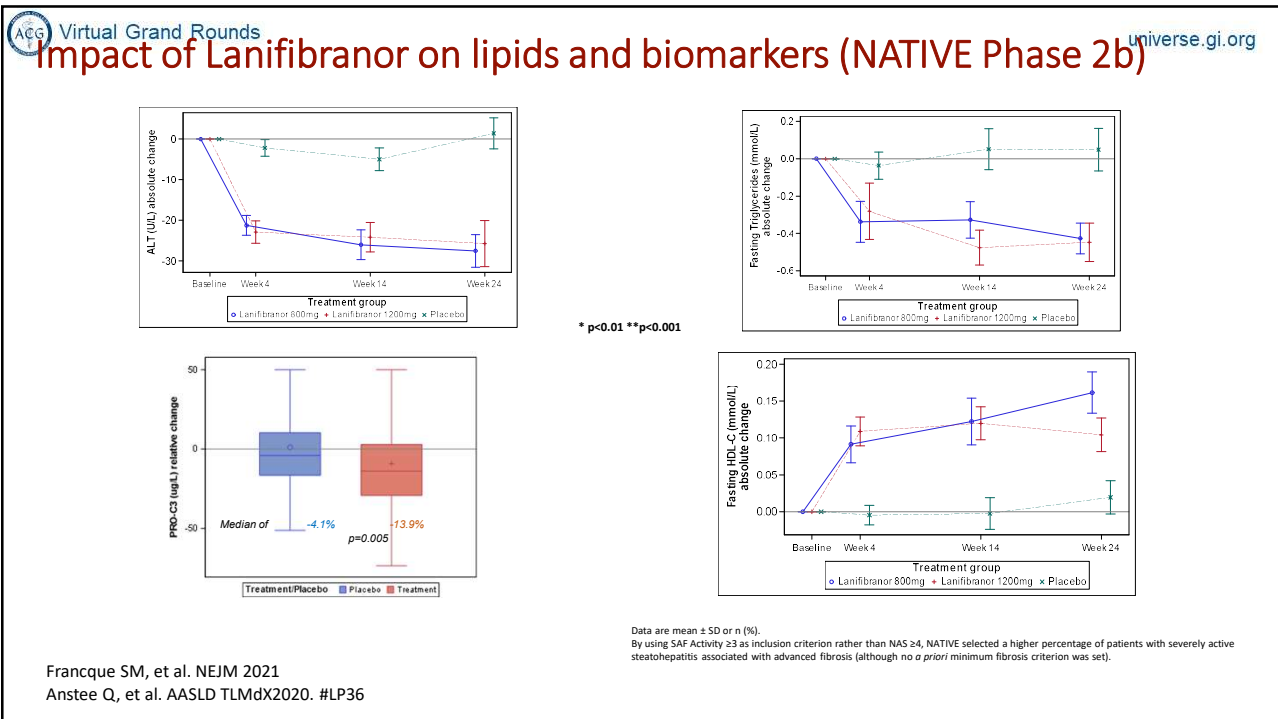 ACG Virtual Grand Rounds
universe.gi.org
Impact of Lanifibranor on lipids and biomarkers (NATIVE Phase 2b)
ALT (U/L) absolute change
0
-10
-20
-30
Baseline Week 4 Week 14 Week 24
Treatment group
Lanifibranor 800mg Lanifibranor 1200mg Placebo
Fasting Triglycerides (mmol/L)
absolute change
0.2
0.0
-0.2
-0.4
-0.6
Baseline Week 4 Week 14 Week 24
Treatment group
Lanifibranor 800mg Lanifibranor 1200mg Placebo
* p<0.01 **p<0.001
PRO-C3 (ug/L) relative change
50
0
-50
Median of -4.1% -13.9%
p=0.005
Treatment/Placebo Placebo Treatment
Fasting HDL-C (mmol/L)
absolute change
0.20
0.15
0.10
0.05
0.00
Baseline Week 4 Week 14 Week 24
Treatment group
Lanifibranor 800mg Lanifibranor 1200mg Placebo
Data are mean ± SD or n (%).
By using SAF Activity ≥3 as inclusion criterion rather than NAS ≥4, NATIVE selected a higher percentage of patients with severely active
steatohepatitis associated with advanced fibrosis (although no a priori minimum fibrosis criterion was set).
Francque SM, et al. NEJM 2021
Anstee Q, et al. AASLD TLMdX2020. #LP36